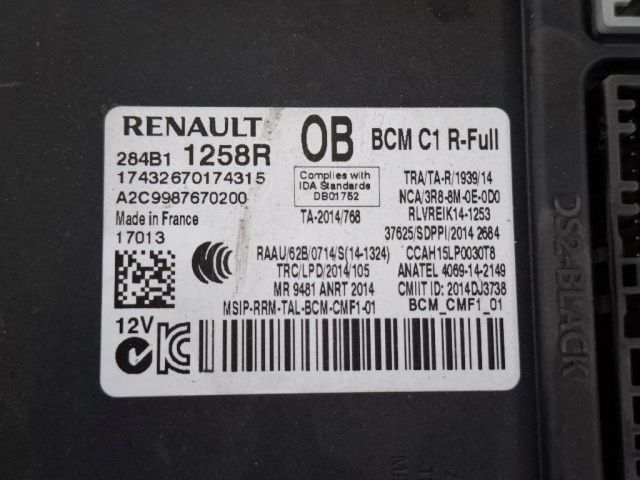 RENAULT OB BCM C1 R-Full
284B1 1258R
17432670174315
A2C9987670200
Made in France
17013
Complies with
IDA Standards
DB01752
TA-2014/768
TRA/TA-R/1939/14
NCA/3R8-8M-0E-0D0
RLVREIK14-1253
37625/SDPPI/2014 2684
RAAU/62B/0714/S(14-1324) CCAH15LP0030T8
TRC/LPD/2014/105 ANATEL 4069-14-2149
MR 9481 ANRT 2014 CMIIT ID: 2014DJ3738
MSIP-RRM-TAL-BCM-CMF1-01 BCM_CMF1_01
12V
DS2-BLACK